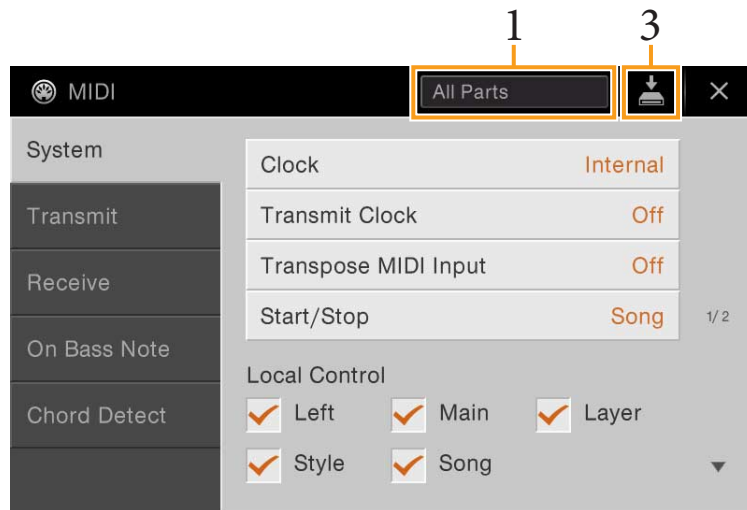 1 3
MIDI All Parts
System
Transmit
Receive
On Bass Note
Chord Detect
Clock Internal
Transmit Clock Off
Transpose MIDI Input Off
Start/Stop Song
1/2
Local Control
Left Main Layer
Style Song